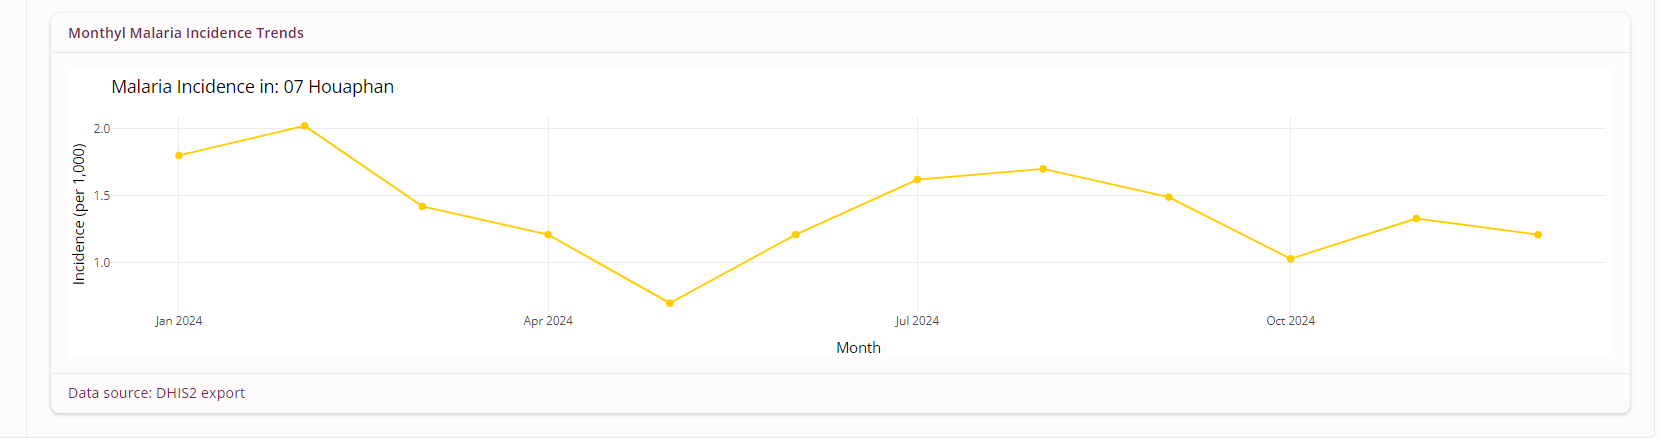 Monthyl Malaria Incidence Trends
Malaria Incidence in: 07 Houaphan
Incidence (per 1,000)
2.0
1.5
1.0
Jan 2024
Apr 2024
Jul 2024
Oct 2024
Month
Data source: DHIS2 export